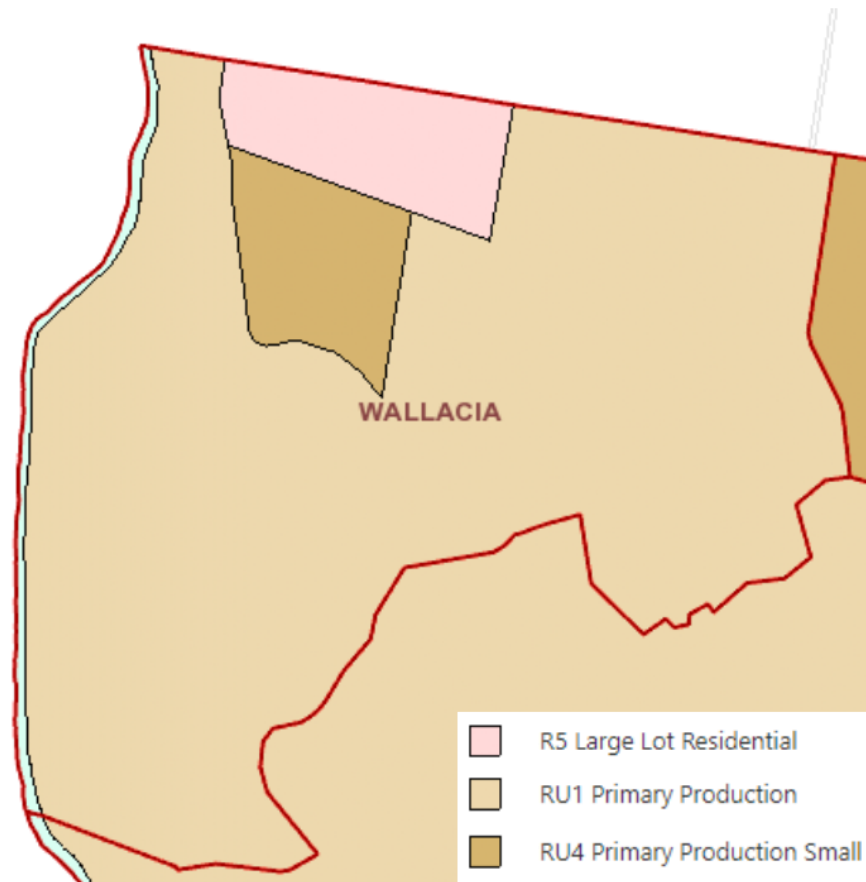 WALLACIA
R5 Large Lot Residential
RU1 Primary Production
RU4 Primary Production Small